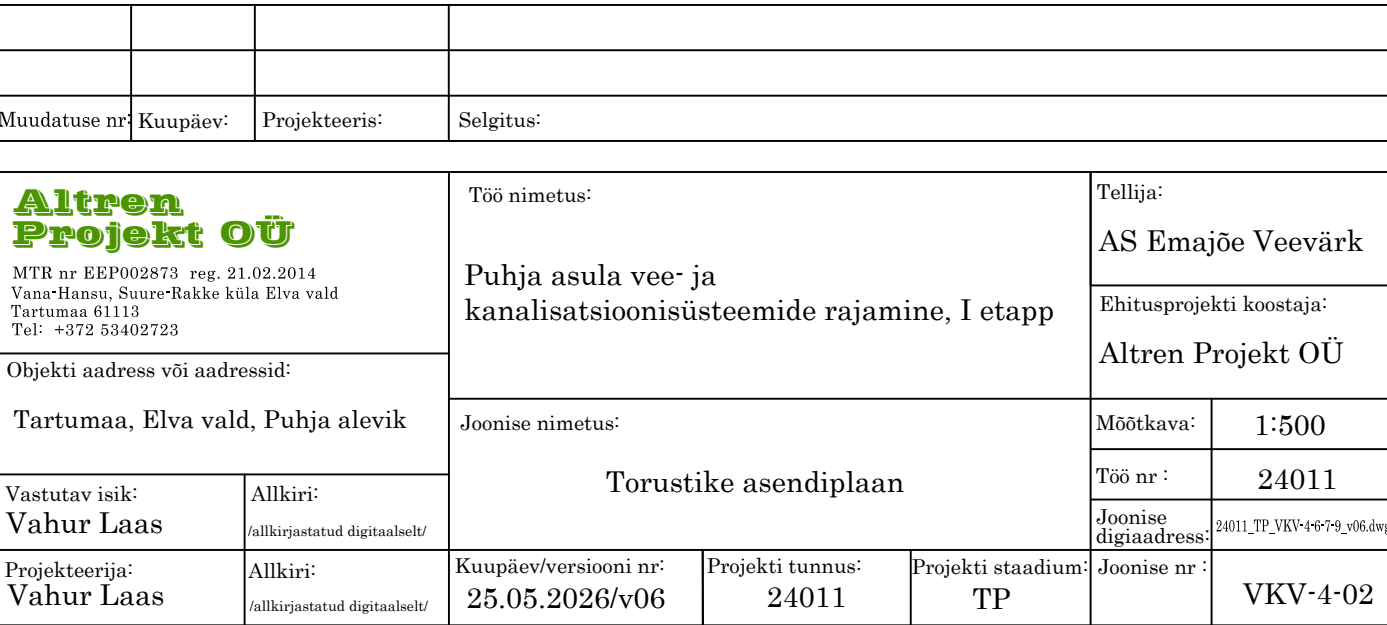 Muudatuse nr:
Kuupäev:
Projekteeris:
Selgitus:
Altren
Projekt OÜ
MTR nr EEP002873 reg. 21.02.2014
Vana-Hansu, Suure-Rakke küla Elva vald
Tartumaa 61113
Tel: +372 53402723
Töö nimetus:
Puhja asula vee- ja
kanalisatsioonisüsteemide rajamine, I etapp
Tellija:
AS Emajõe Veevärk
Ehitusprojekti koostaja:
Altren Projekt OÜ
Objekti aadress või aadressid:
Tartumaa, Elva vald, Puhja alevik
Joonise nimetus:
Torustike asendiplaan
Mõõtkava:
1:500
Töö nr :
24011
Joonise
digiaadress:
24011_TP_VKV-4-6-7-9_v06.dwg
Vastutav isik:
Vahur Laas
Allkiri:
/allkirjastatud digitaalselt/
Projekteerija:
Vahur Laas
Allkiri:
/allkirjastatud digitaalselt/
Kuupäev/versiooni nr:
25.05.2026/v06
Projekti tunnus:
24011
Projekti staadium:
TP
Joonise nr :
VKV-4-02